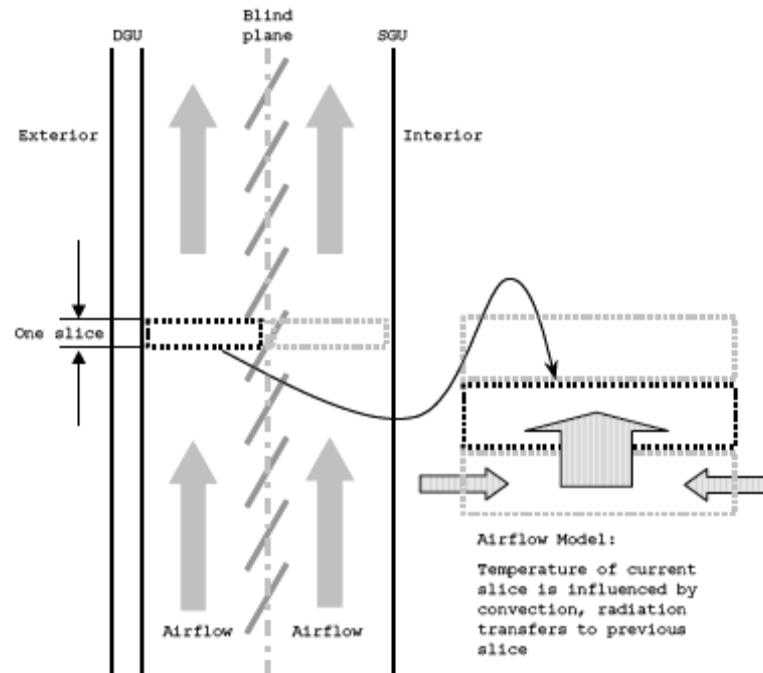 Blind
DGU plane SGU
Exterior
Interior
One slice
Airflow Airflow
Airflow Model:
Temperature of current
slice is influenced by
convection, radiation
transfers to previous
slice